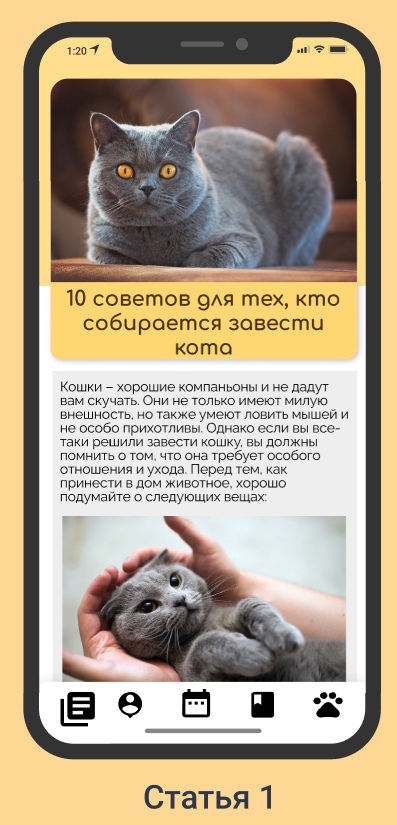 1:20
10 советов для тех, кто
собирается завести
кота
Кошки – хорошие компаньоны и не дадут
вам скучать. Они не только имеют милую
внешность, но также умеют ловить мышей и
не особо прихотливы. Однако если вы все-
таки решили завести кошку, вы должны
помнить о том, что она требует особого
отношения и ухода. Перед тем, как
принести в дом животное, хорошо
подумайте о следующих вещах:
Статья 1